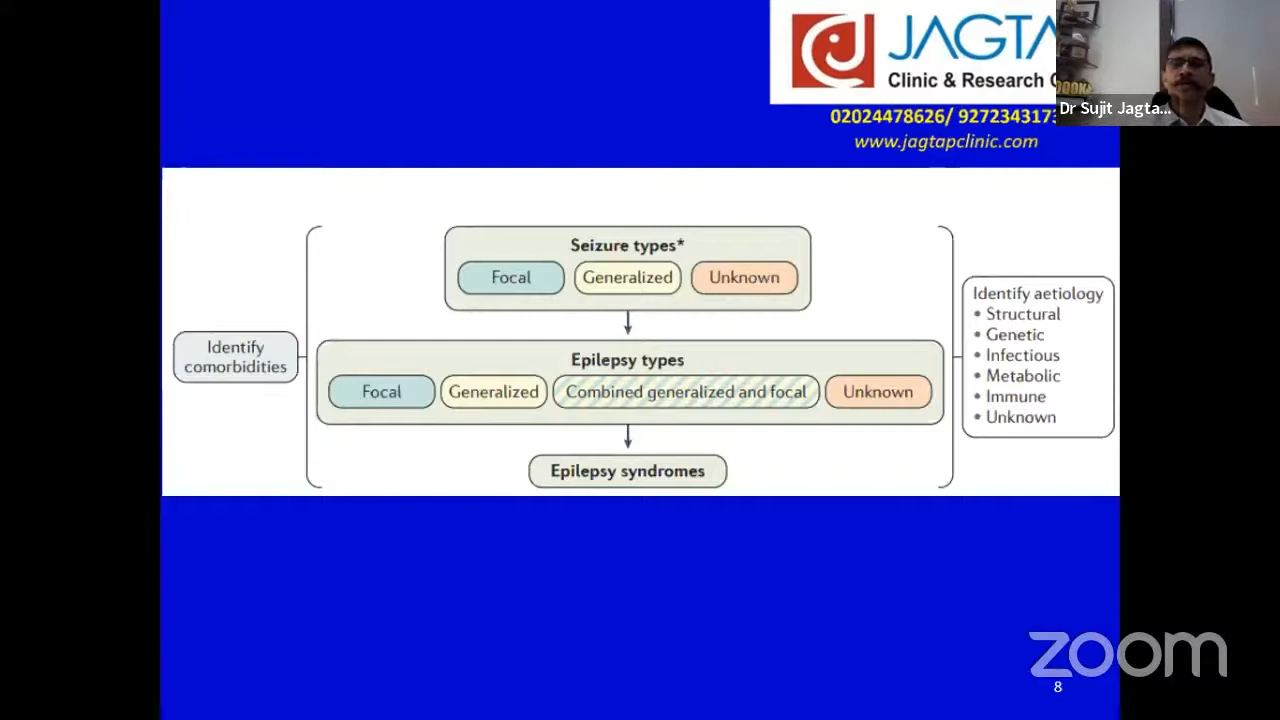 JAGTA
Clinic & Research
02024478626/ 9272343173
www.jagtapclinic.com
Dr Sujit Jagta...
Seizure types*
Focal
Generalized
Unknown
Identify
comorbidities
Epilepsy types
Focal
Generalized
Combined generalized and focal
Unknown
Epilepsy syndromes
Identify aetiology
• Structural
• Genetic
• Infectious
• Metabolic
• Immune
• Unknown
zoom
8